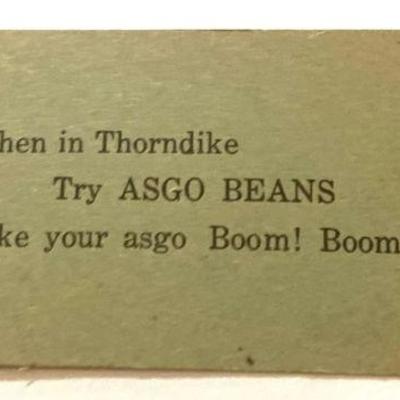 hen in Thorndike
Try ASGO BEANS
ke your asgo Boom! Boom